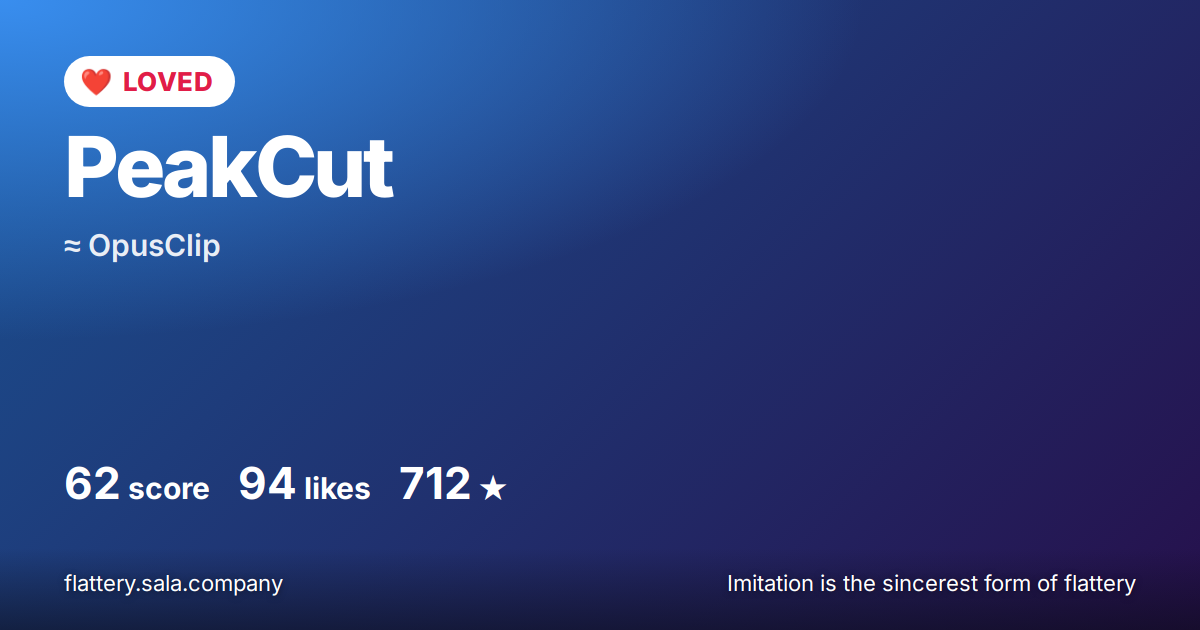 ❤️ LOVED
PeakCut
≈ OpusClip
62 score 94 likes 712 ★
flattery.sala.company
Imitation is the sincerest form of flattery